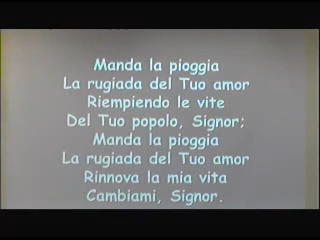 Manda la pioggia
La rugiada del Tuo amor
Riempiendo le vite
Del Tuo popolo, Signor;
Manda la pioggia
La rugiada del Tuo amor
Rinnova la mia vita
Cambiami, Signor.